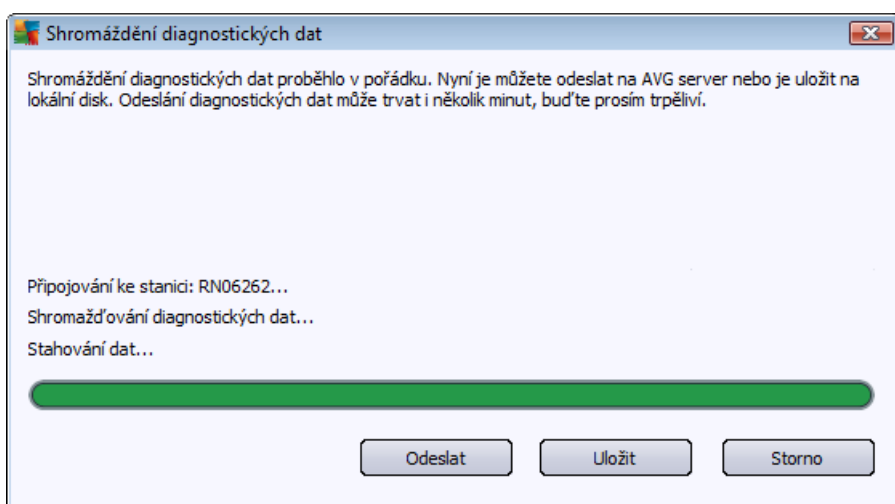 Shromáždění diagnostických dat
Shromáždění diagnostických dat proběhlo v pořádku. Nyní je můžete odeslat na AVG server nebo je uložit na
lokální disk. Odeslání diagnostických dat může trvat i několik minut, buďte prosím trpěliví.
Připojování ke stanici: RN06262...
Shromažďování diagnostických dat...
Stahování dat...
Odeslat Uložit Storno